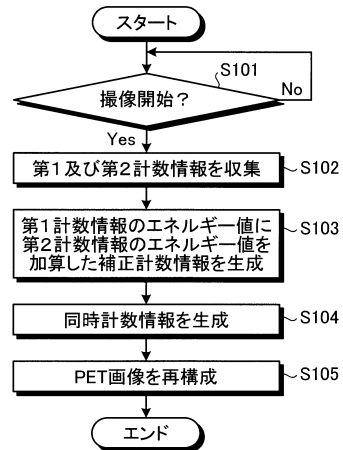 スタート
S101
撮像開始?
No
Yes
第1及び第2計数情報を収集
S102
第1計数情報のエネルギー値に
第2計数情報のエネルギー値を
加算した補正計数情報を生成
S103
同時計数情報を生成
S104
PET画像を再構成
S105
エンド